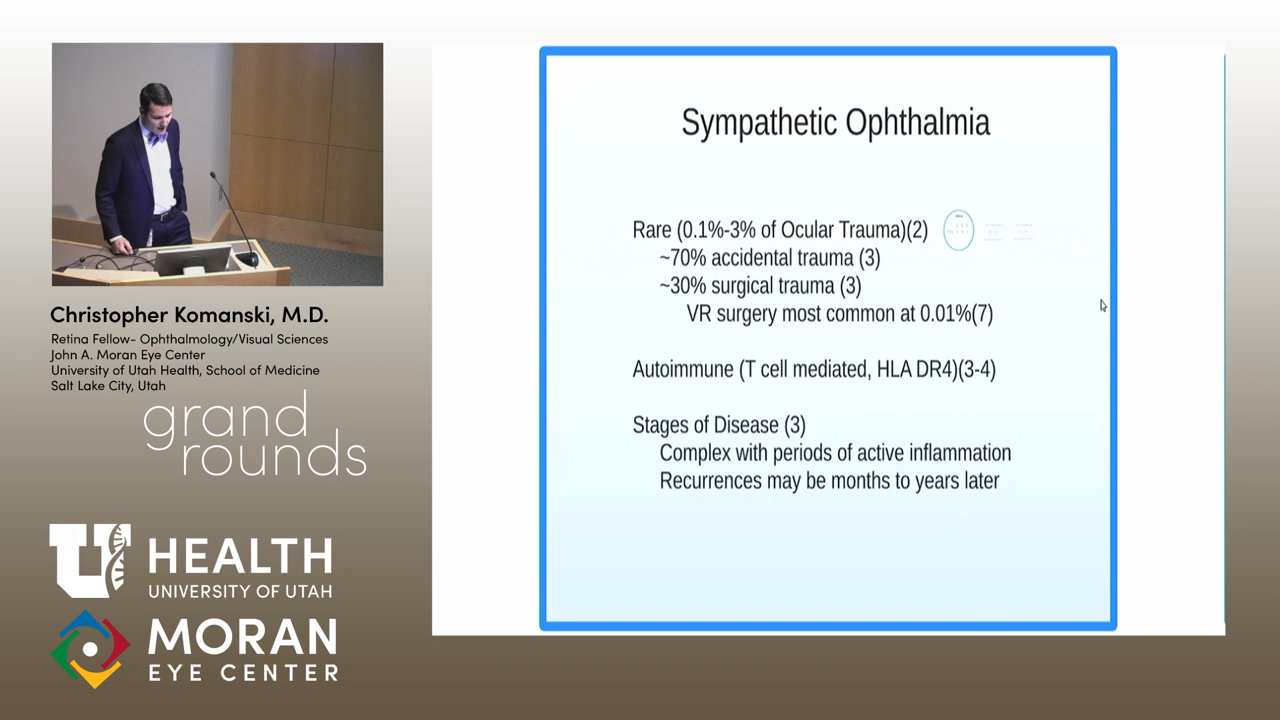 Sympathetic Ophthalmia
Rare (0.1%-3% of Ocular Trauma)(2)
~70% accidental trauma (3)
~30% surgical trauma (3)
VR surgery most common at 0.01%(7)
Autoimmune (T cell mediated, HLA DR4)(3-4)
Stages of Disease (3)
Complex with periods of active inflammation
Recurrences may be months to years later
Christopher Komanski, M.D.
Retina Fellow- Ophthalmology/Visual Sciences
John A. Moran Eye Center
University of Utah Health, School of Medicine
Salt Lake City, Utah
grand
rounds
U HEALTH
UNIVERSITY OF UTAH
MORAN
EYE CENTER